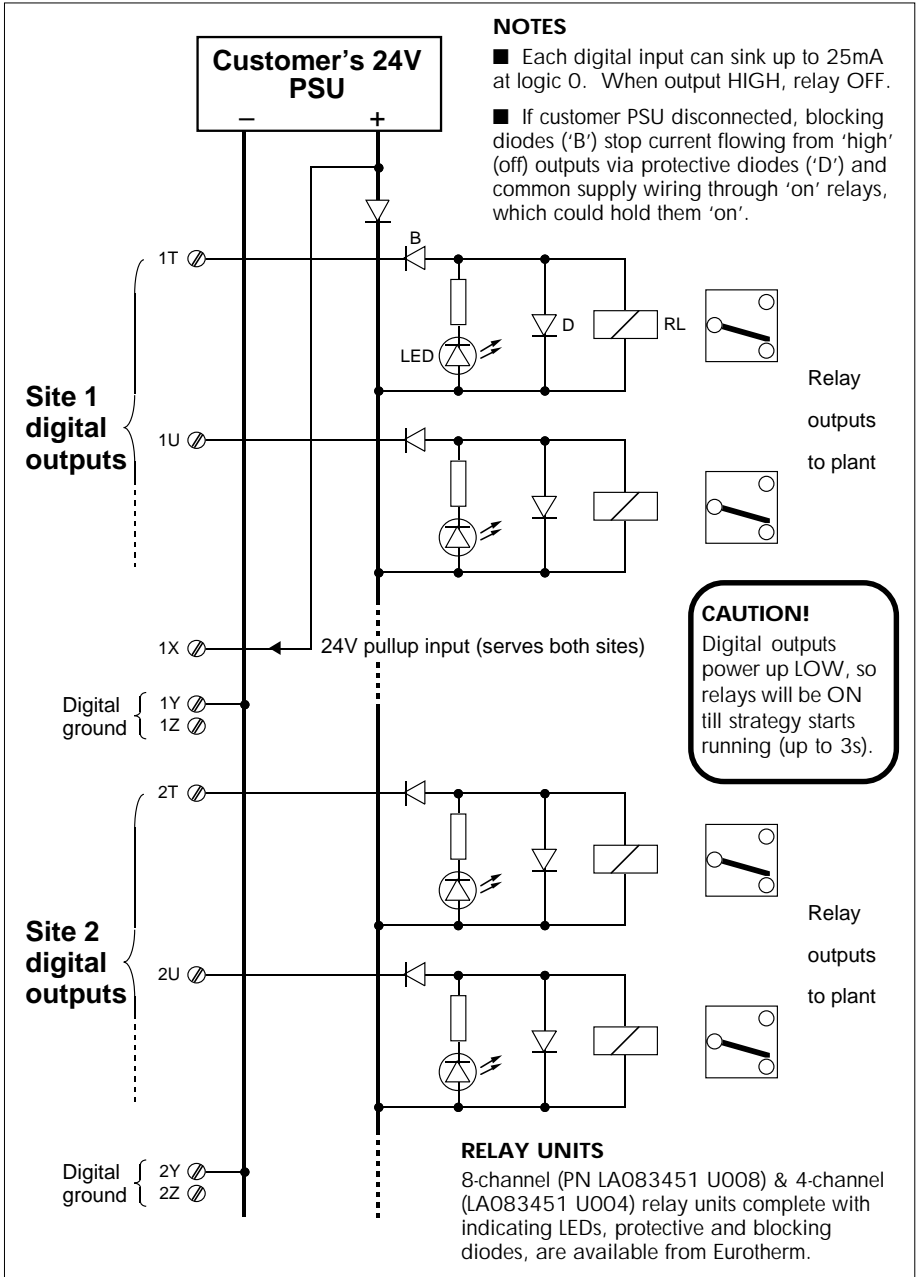 NOTES
■ Each digital input can sink up to 25mA
at logic 0. When output HIGH, relay OFF.
■ If customer PSU disconnected, blocking
diodes ('B') stop current flowing from 'high'
(off) outputs via protective diodes ('D') and
common supply wiring through 'on' relays,
which could hold them 'on'.
Customer's 24V
PSU
– +
1T
B
LED
D
RL
Site 1
digital
outputs
1U
Relay
outputs
to plant
1X
24V pullup input (serves both sites)
Digital
ground
1Y
1Z
CAUTION!
Digital outputs
power up LOW, so
relays will be ON
till strategy starts
running (up to 3s).
2T
Site 2
digital
outputs
2U
Relay
outputs
to plant
Digital
ground
2Y
2Z
RELAY UNITS
8-channel (PN LA083451 U008) & 4-channel
(LA083451 U004) relay units complete with
indicating LEDs, protective and blocking
diodes, are available from Eurotherm.